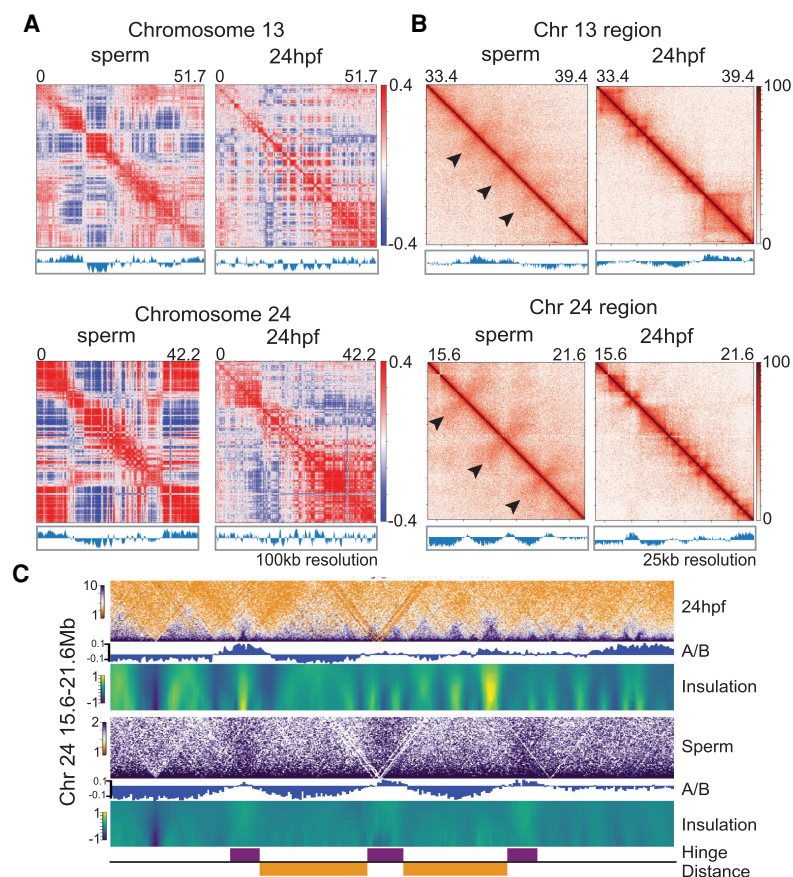 A
Chromosome 13
sperm 24hpf
0 51.7 0 51.7
0.4
-0.4
B
Chr 13 region
sperm 24hpf
33.4 39.4 33.4 39.4
100
0
Chromosome 24
sperm 24hpf
0 42.2 0 42.2
0.4
-0.4
100kb resolution
Chr 24 region
sperm 24hpf
15.6 21.6 15.6 21.6
100
0
25kb resolution
C
Chr 24 15.6-21.6Mb
10
1
24hpf
0.1
-0.1
A/B
1
-1
Insulation
2
1
Sperm
0.1
-0.1
A/B
1
-1
Insulation
Hinge
Distance